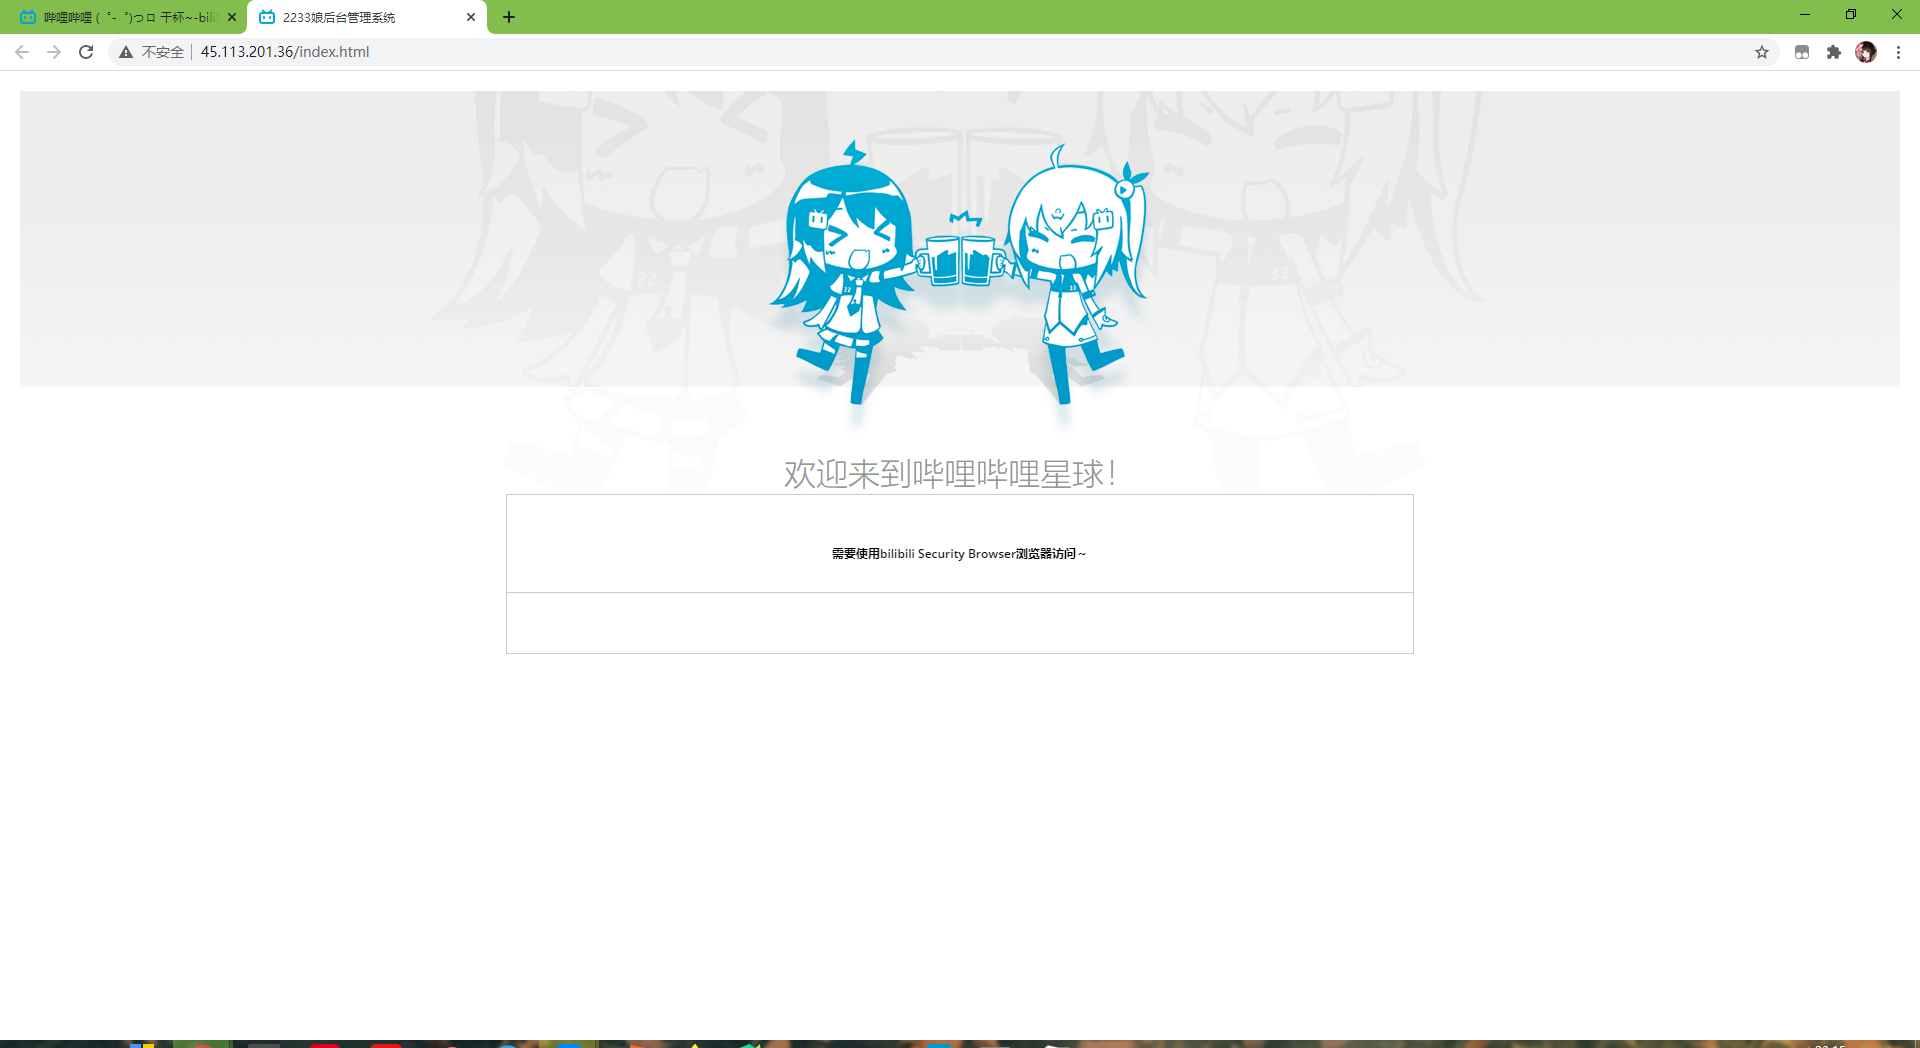 哔哩哔哩 (゜-゜)つロ 干杯~-bili
2233娘后台管理系统
不安全
45.113.201.36/index.html
22
33
22
33
欢迎来到哔哩哔哩星球！
需要使用bilibili Security Browser浏览器访问～